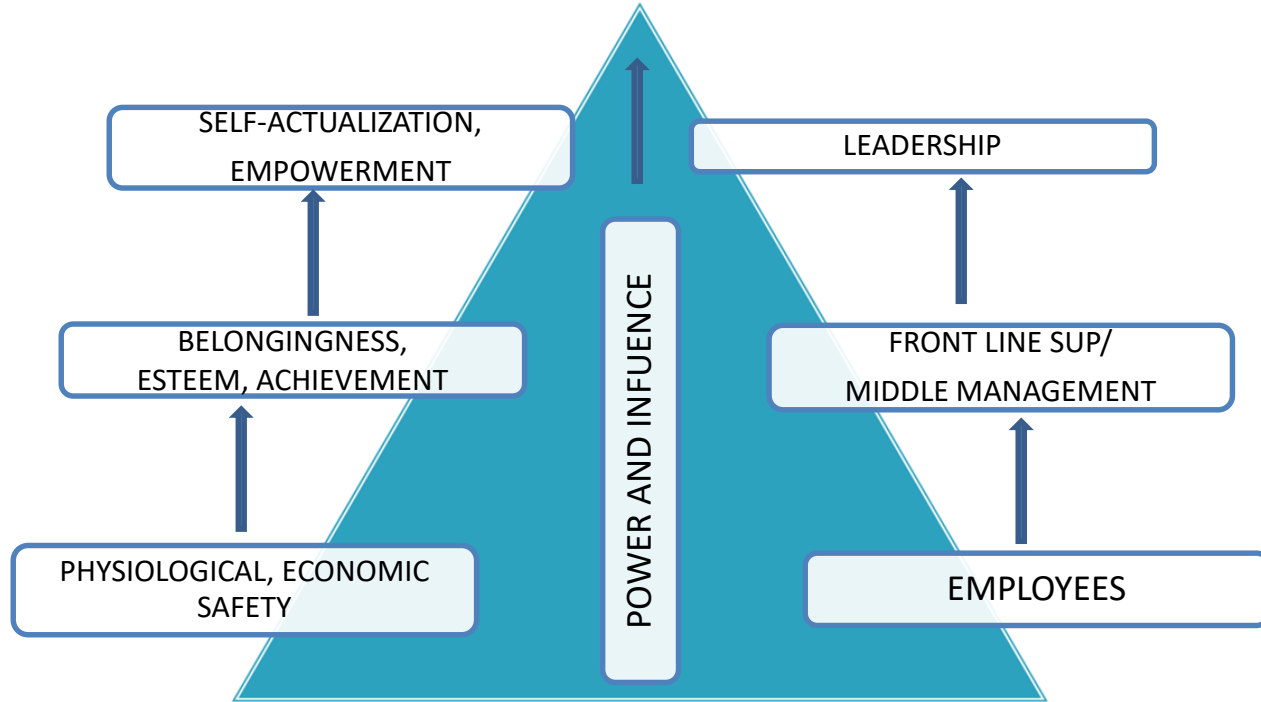 SELF-ACTUALIZATION,
EMPOWERMENT
LEADERSHIP
BELONGINGNESS,
ESTEEM, ACHIEVEMENT
FRONT LINE SUP/
MIDDLE MANAGEMENT
POWER AND INFUENCE
PHYSIOLOGICAL, ECONOMIC
SAFETY
EMPLOYEES